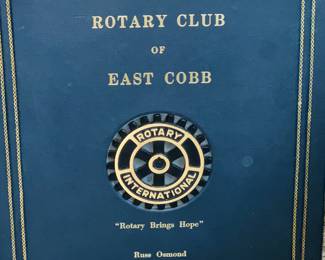 ROTARY CLUB
OF
EAST COBB
ROTARY
INTERNATIONAL
"Rotary Brings Hope"
Russ Osmond